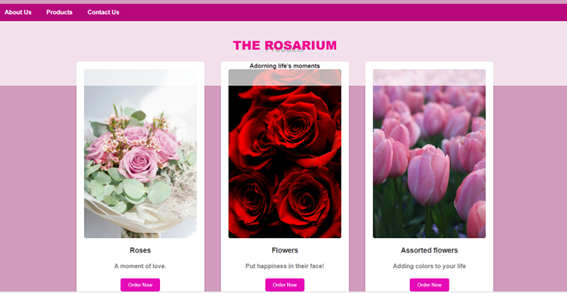 About Us Products Contact Us
THE ROSARIUM
Adorning life's moments
Roses Flowers Assorted flowers
A moment of love. Put happiness in their face! Adding colors to your life
Order Now Order Now Order Now